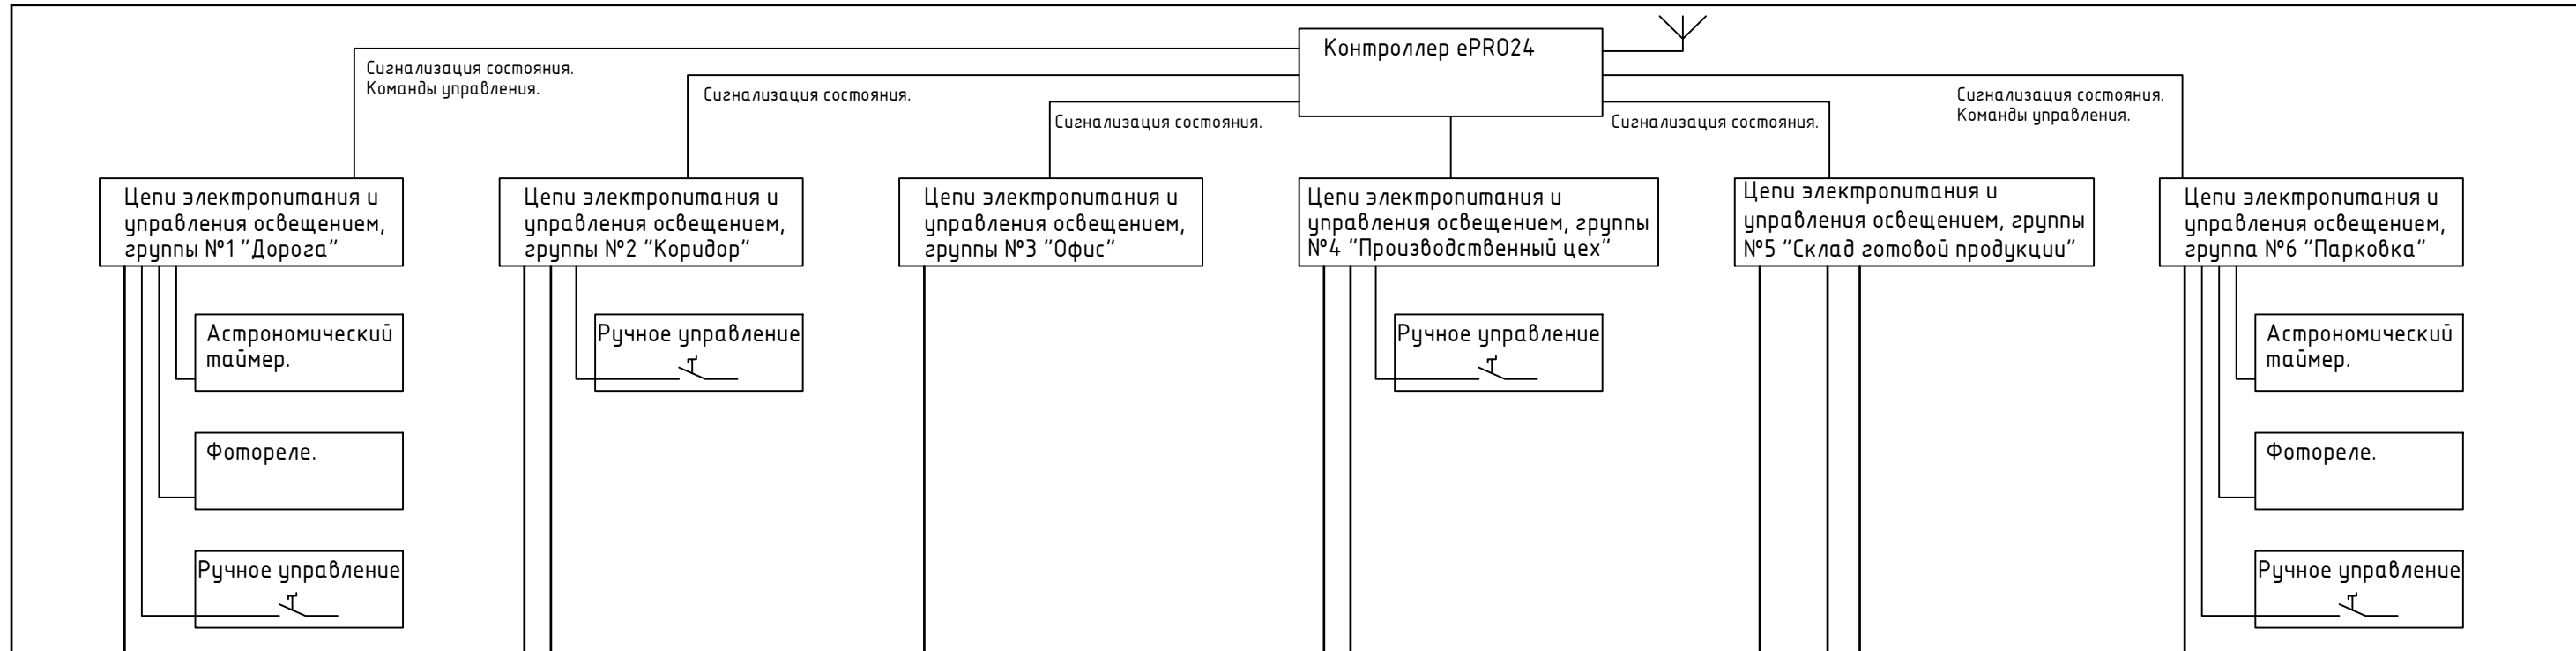 Контроллер ePRO24
Сигнализация состояния.
Команды управления.
Сигнализация состояния.
Сигнализация состояния.
Сигнализация состояния.
Сигнализация состояния.
Команды управления.
Цепи электропитания и
управления освещением,
группы №1 "Дорога"
Цепи электропитания и
управления освещением,
группы №2 "Коридор"
Цепи электропитания и
управления освещением,
группы №3 "Офис"
Цепи электропитания и
управления освещением, группы
№4 "Производственный цех"
Цепи электропитания и
управления освещением, группы
№5 "Склад готовой продукции"
Цепи электропитания и
управления освещением,
группа №6 "Парковка"
Астрономический
таймер.
Фотореле.
Ручное управление
Ручное управление
Ручное управление
Астрономический
таймер.
Фотореле.
Ручное управление